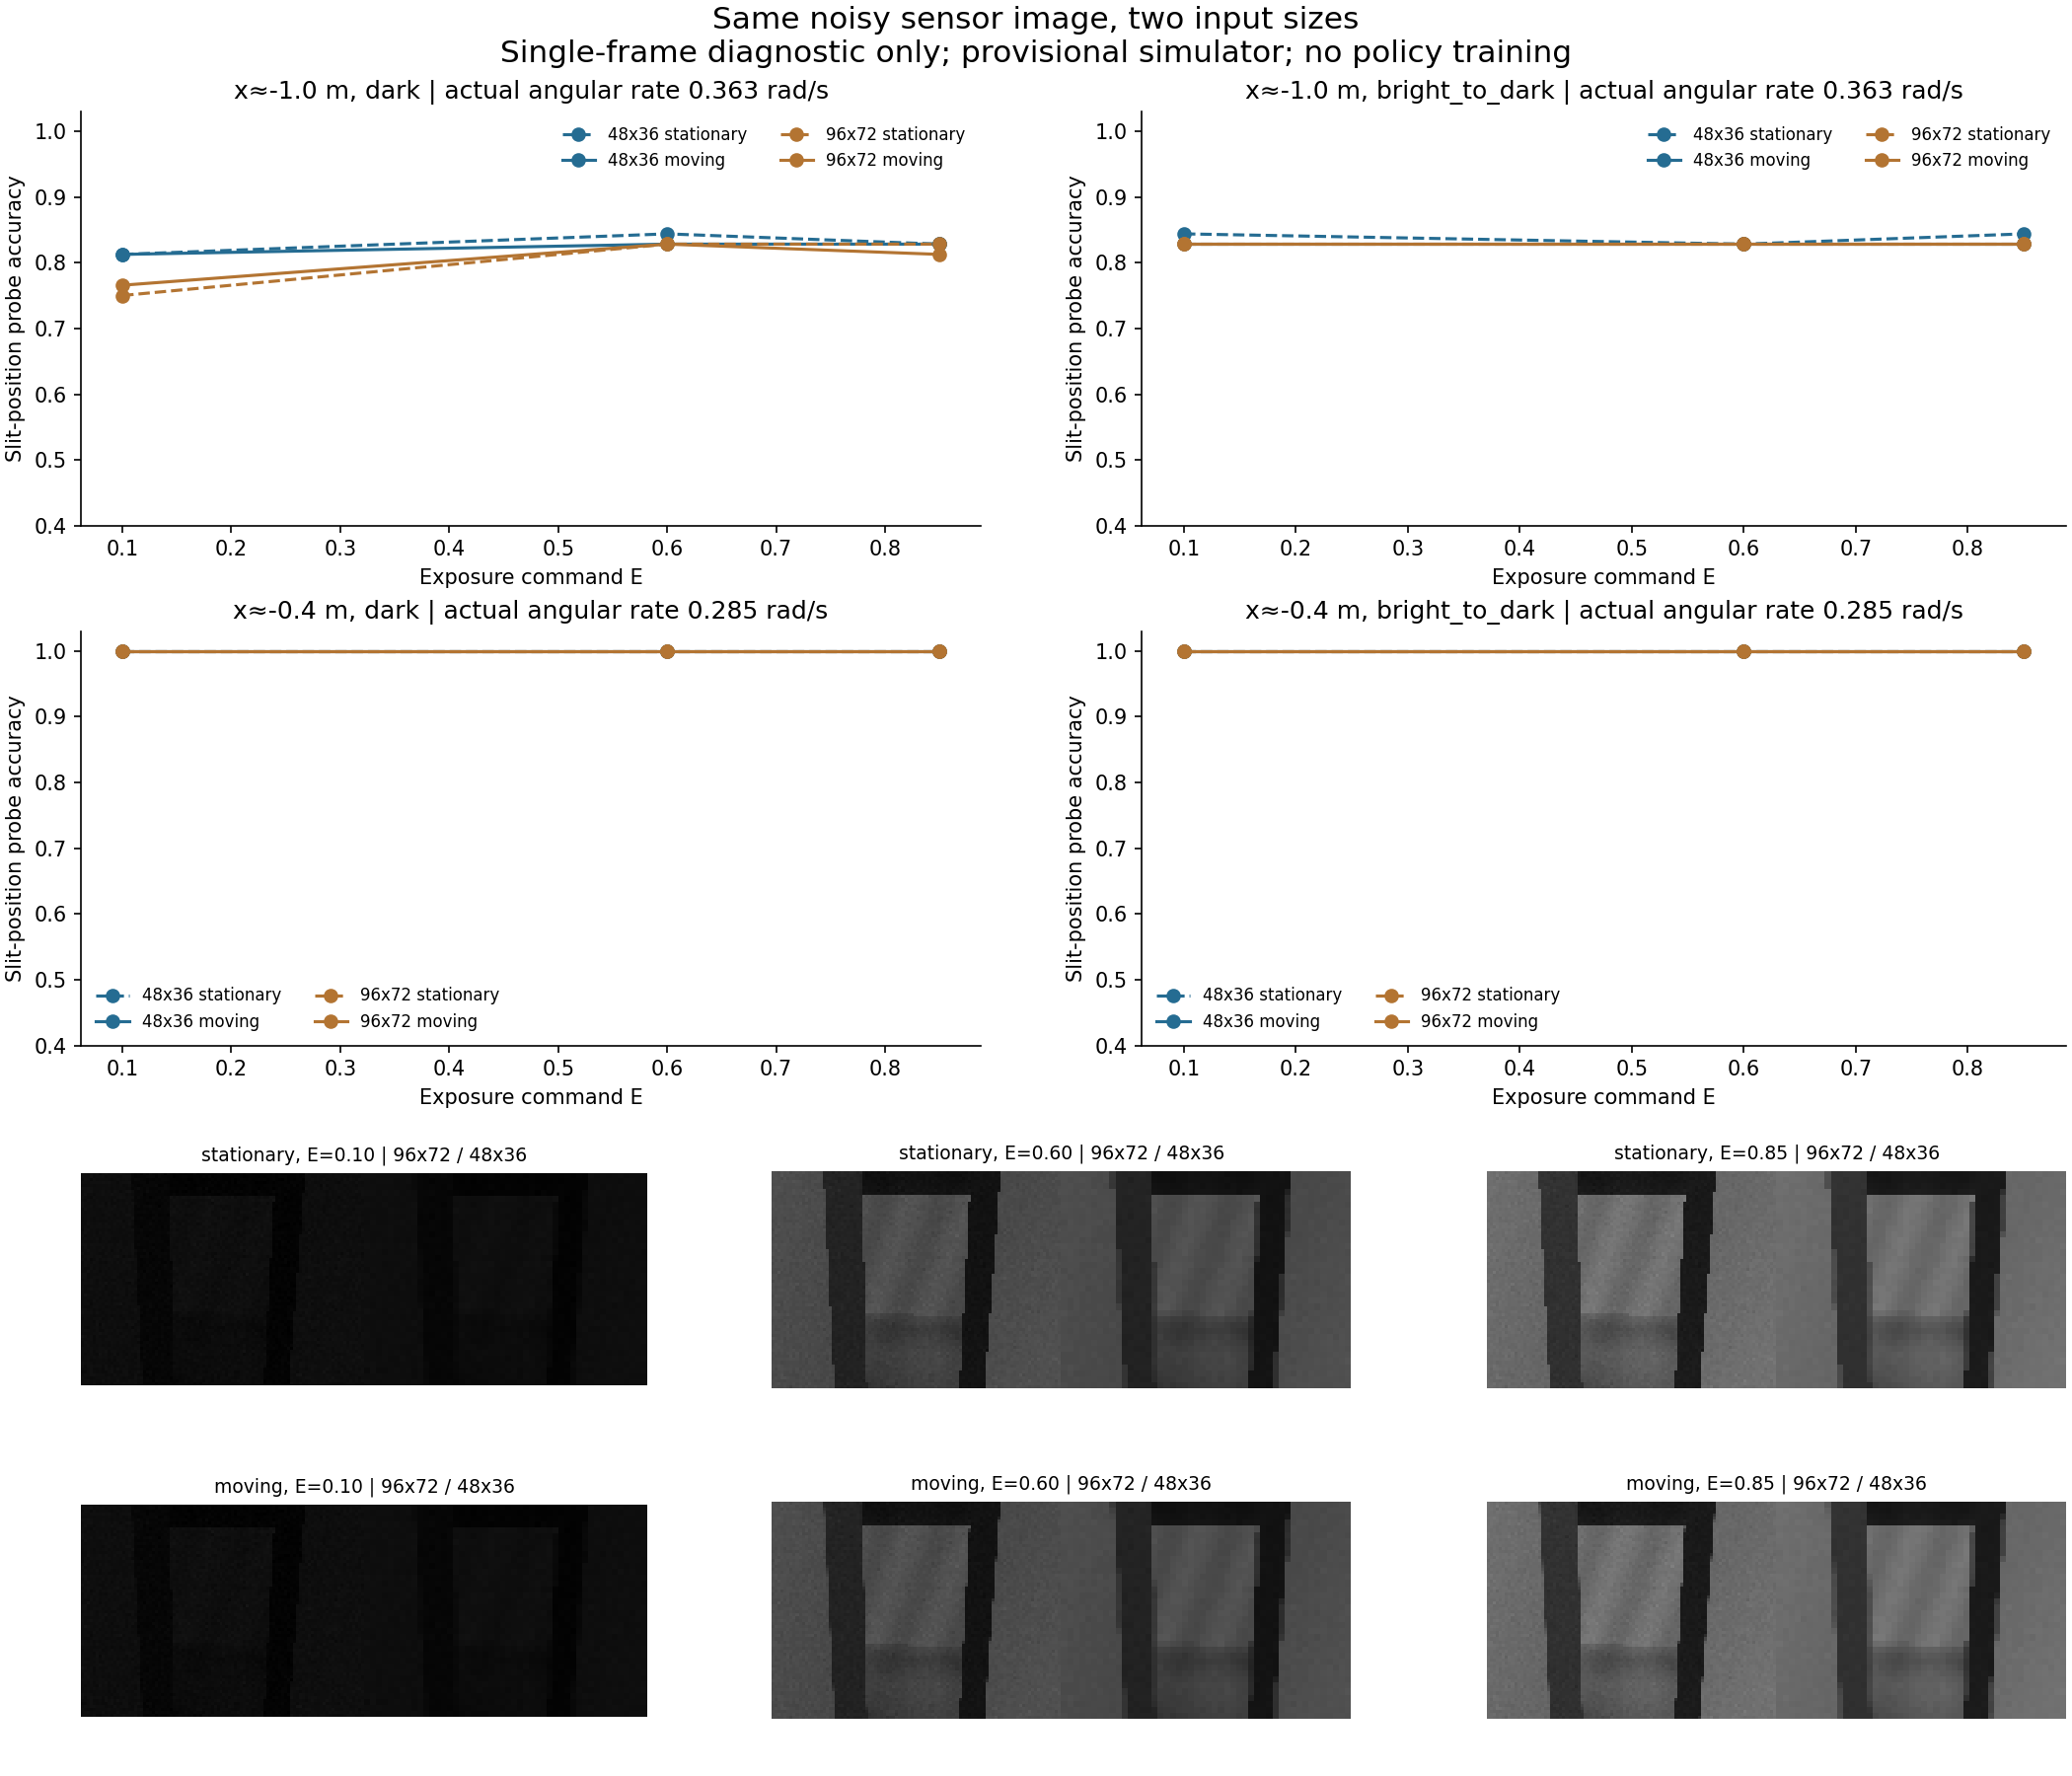 Same noisy sensor image, two input sizes
Single-frame diagnostic only; provisional simulator; no policy training
x≈-1.0 m, dark | actual angular rate 0.363 rad/s
Slit-position probe accuracy
1.0
0.9
0.8
0.7
0.6
0.5
0.4
48x36 stationary
48x36 moving
96x72 stationary
96x72 moving
0.1 0.2 0.3 0.4 0.5 0.6 0.7 0.8
Exposure command E
x≈-1.0 m, bright_to_dark | actual angular rate 0.363 rad/s
Slit-position probe accuracy
1.0
0.9
0.8
0.7
0.6
0.5
0.4
48x36 stationary
48x36 moving
96x72 stationary
96x72 moving
0.1 0.2 0.3 0.4 0.5 0.6 0.7 0.8
Exposure command E
x≈-0.4 m, dark | actual angular rate 0.285 rad/s
Slit-position probe accuracy
1.0
0.9
0.8
0.7
0.6
0.5
0.4
48x36 stationary
48x36 moving
96x72 stationary
96x72 moving
0.1 0.2 0.3 0.4 0.5 0.6 0.7 0.8
Exposure command E
x≈-0.4 m, bright_to_dark | actual angular rate 0.285 rad/s
Slit-position probe accuracy
1.0
0.9
0.8
0.7
0.6
0.5
0.4
48x36 stationary
48x36 moving
96x72 stationary
96x72 moving
0.1 0.2 0.3 0.4 0.5 0.6 0.7 0.8
Exposure command E
stationary, E=0.10 | 96x72 / 48x36
stationary, E=0.60 | 96x72 / 48x36
stationary, E=0.85 | 96x72 / 48x36
moving, E=0.10 | 96x72 / 48x36
moving, E=0.60 | 96x72 / 48x36
moving, E=0.85 | 96x72 / 48x36